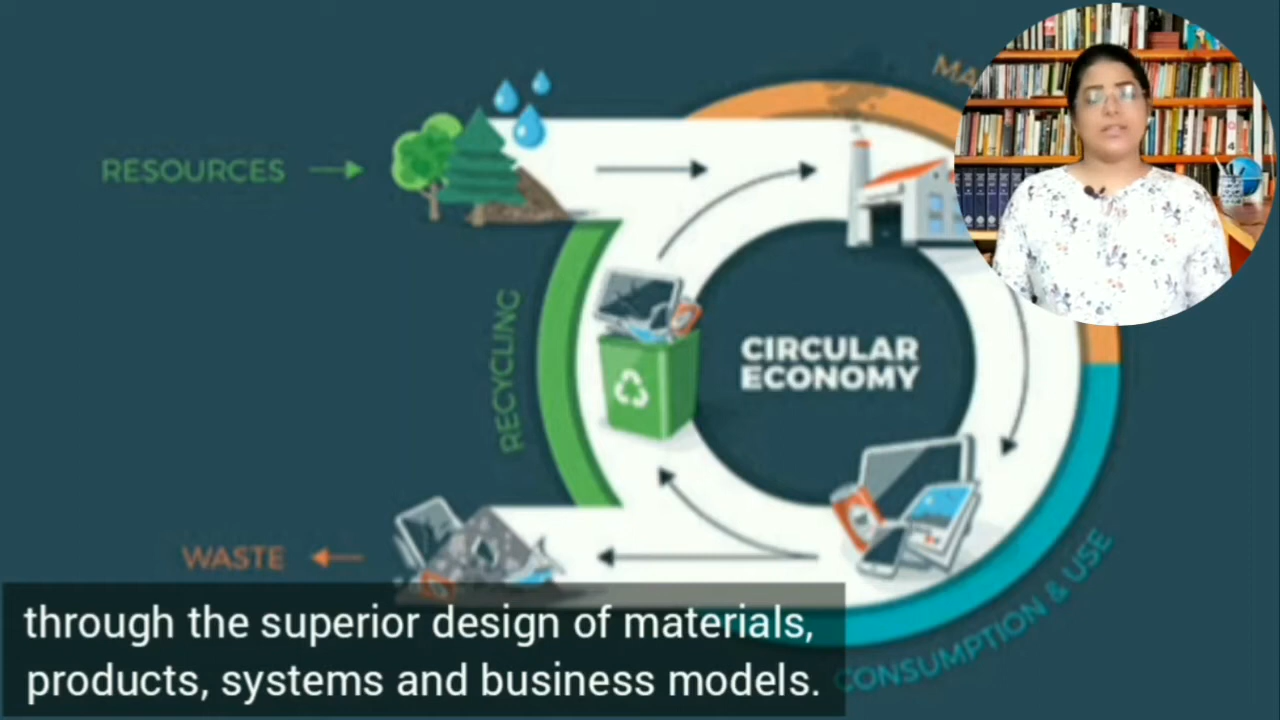 RESOURCES
RECYCLING
CIRCULAR
ECONOMY
WASTE
CONSUMPTION & USE
through the superior design of materials,
products, systems and business models.